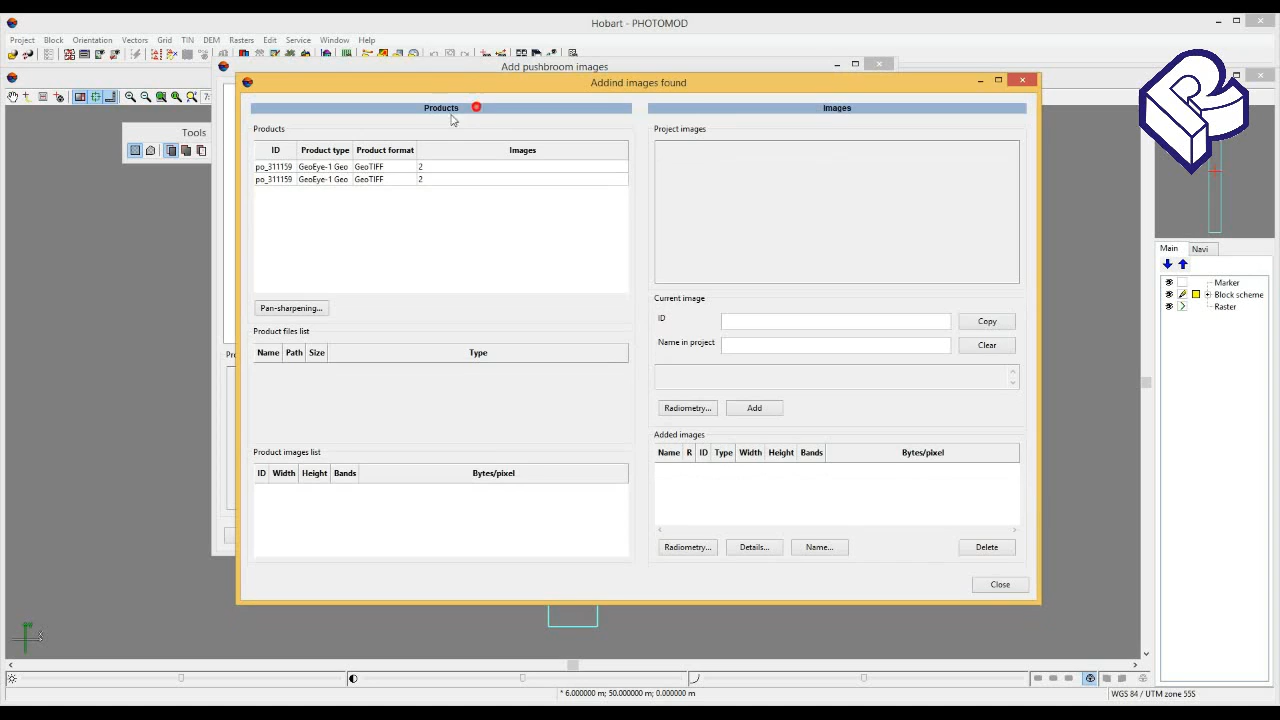 Hobart - PHOTOMOD
Project Block Orientation Vectors Grid TIN DEM Rasters Edit Service Window Help
Add pushbroom images
Addind images found
Tools
Products
Images
Products
Project images
ID Product type Product format Images
po_311159 GeoEye-1 Geo GeoTIFF 2
po_311159 GeoEye-1 Geo GeoTIFF 2
Pan-sharpening...
Product files list
Name Path Size Type
Product images list
ID Width Height Bands Bytes/pixel
Current image
ID
Copy
Name in project
Clear
Radiometry... Add
Added images
Name R ID Type Width Height Bands Bytes/pixel
Radiometry... Details... Name... Delete
Close
Main Navi
Marker
Block scheme
Raster
* 6.000000 m; 50.000000 m; 0.000000 m
WGS 84 / UTM zone 55S